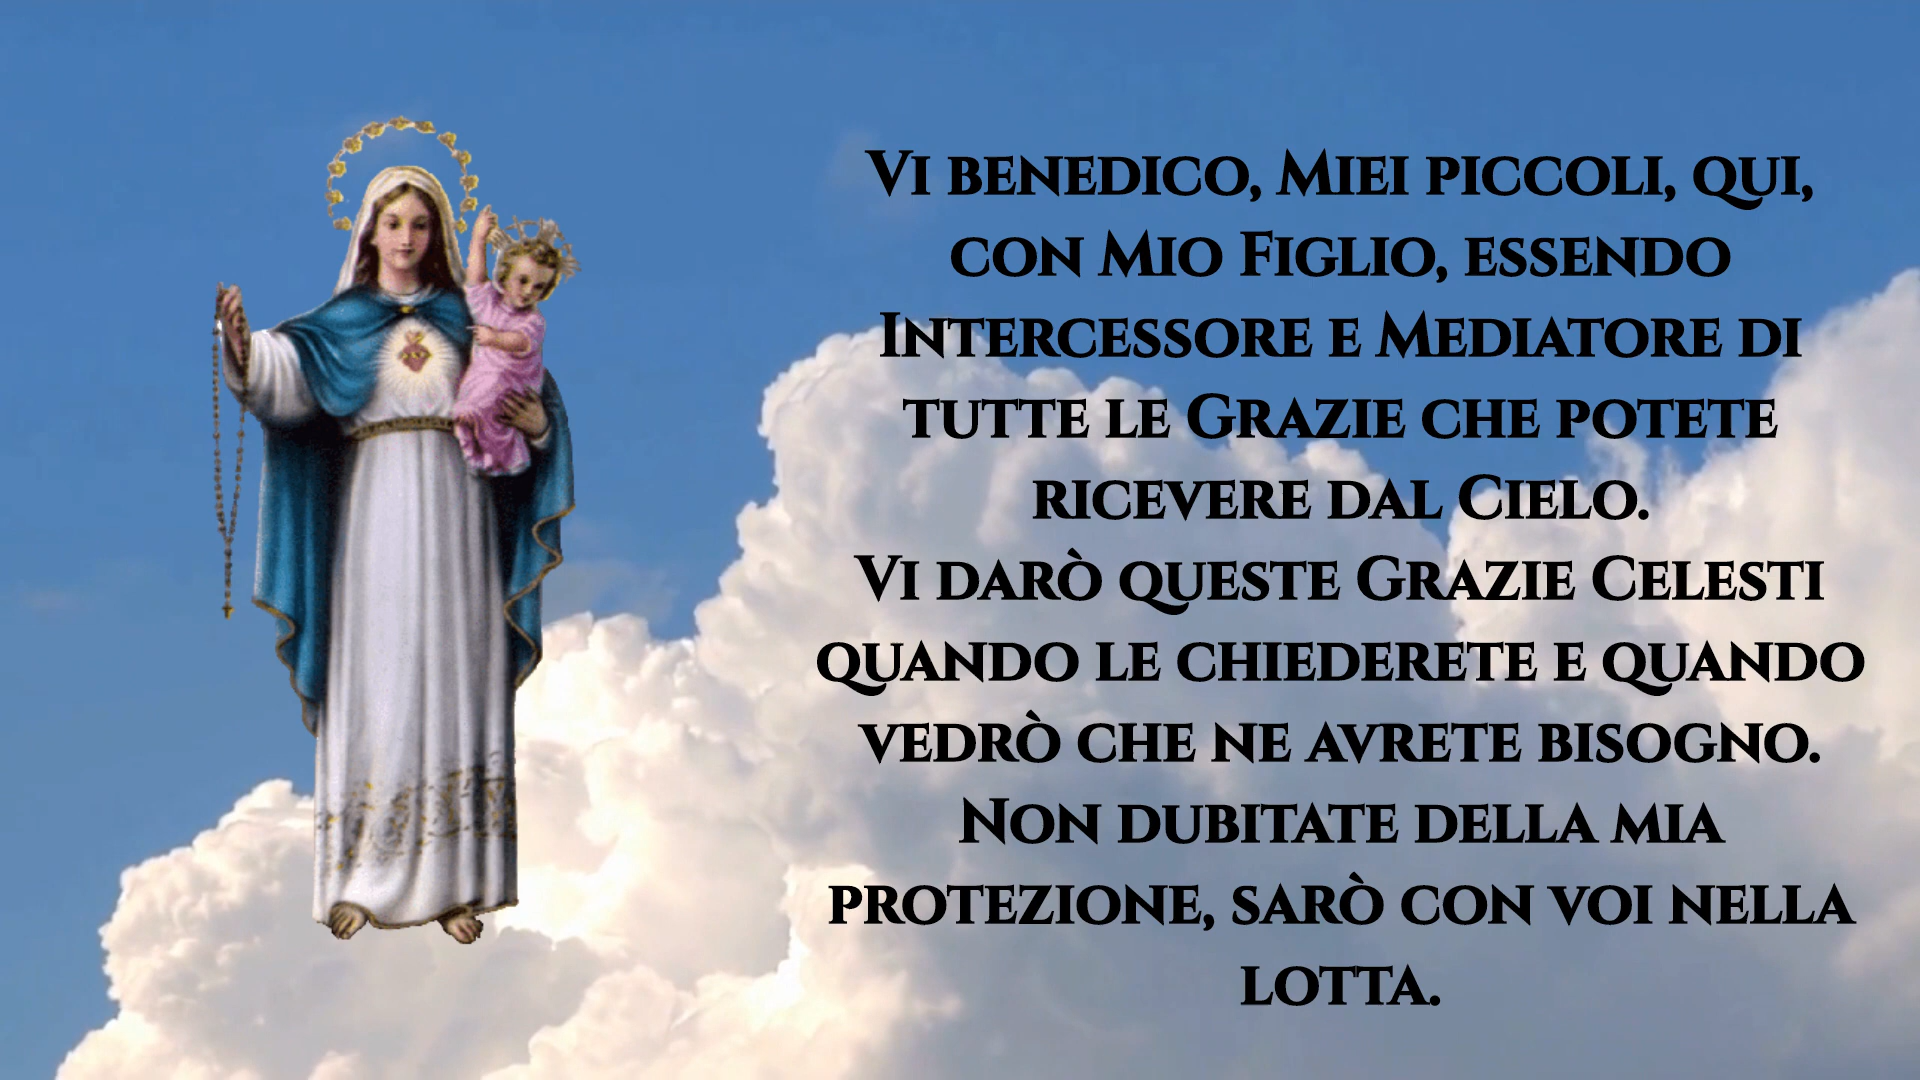 Vi benedico, Miei piccoli, qui,
con Mio Figlio, essendo
Intercessore e Mediatore di
tutte le Grazie che potete
ricevere dal Cielo.
Vi darò queste Grazie Celesti
quando le chiederete e quando
vedrò che ne avrete bisogno.
Non dubitate della mia
protezione, sarò con voi nella
lotta.